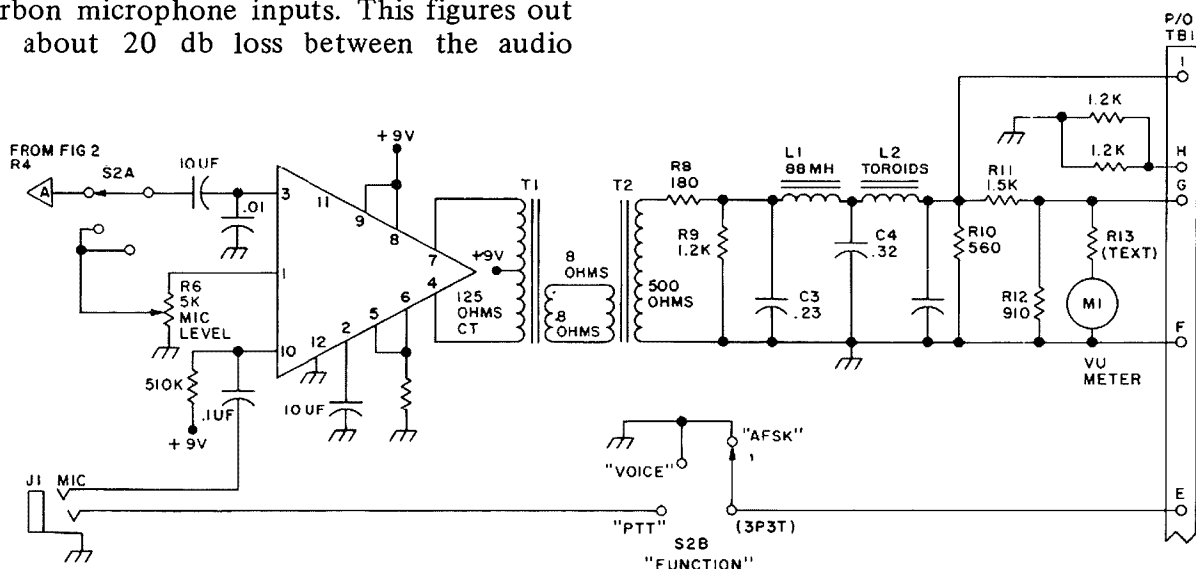 rbon microphone inputs. This figures out
about 20 db loss between the audio
P/O
TB1
I
1.2K
1.2K
H
G
FROM FIG 2
R4
A
S2A
10UF
.01
3
11
9
8
+9V
7
4
+9V
T1
125
OHMS
CT
8
OHMS
8
OHMS
T2
500
OHMS
R8
180
R9
1.2K
L1
88MH
L2
TOROIDS
C3
.23
C4
.32
R10
560
R11
1.5K
R12
910
R13
(TEXT)
M1
VU
METER
F
1
R6
5K
MIC
LEVEL
10
12
2
5
6
510K
+9V
.1UF
10UF
J1
MIC
"VOICE"
"AFSK"
"PTT"
(3P3T)
S2B
"FUNCTION"
E